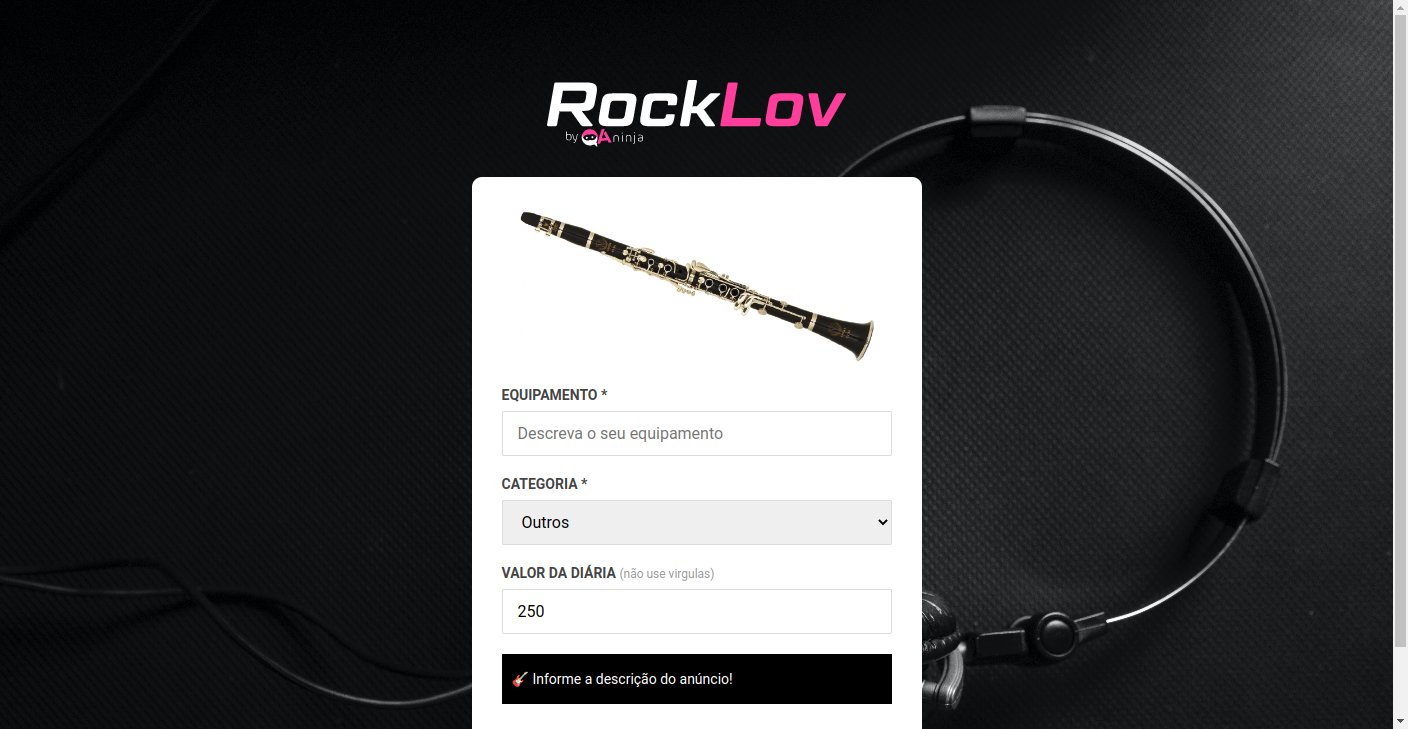 RockLov
by QAninja
EQUIPAMENTO *
Descreva o seu equipamento
CATEGORIA *
Outros
VALOR DA DIÁRIA (não use virgulas)
250
🎸 Informe a descrição do anúncio!